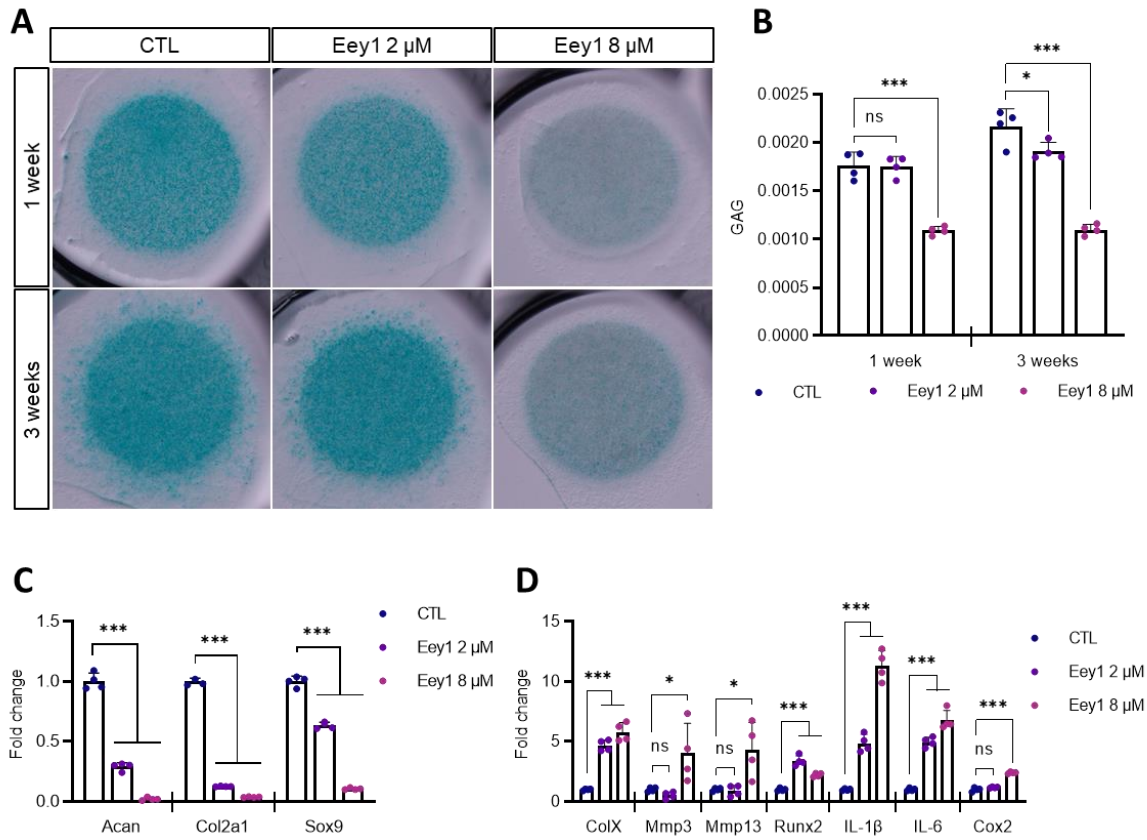 A
CTL
Eey1 2 µM
Eey1 8 µM
1 week
3 weeks
B
GAG
0.0025
0.0020
0.0015
0.0010
0.0005
0.0000
***
ns
***
*
1 week
3 weeks
CTL
Eey1 2 µM
Eey1 8 µM
C
Fold change
1.5
1.0
0.5
0.0
***
***
***
Acan
Col2a1
Sox9
CTL
Eey1 2 µM
Eey1 8 µM
D
Fold change
15
10
5
0
***
ns
*
ns
*
***
***
***
ns
***
ColX
Mmp3
Mmp13
Runx2
IL-1β
IL-6
Cox2
CTL
Eey1 2 µM
Eey1 8 µM